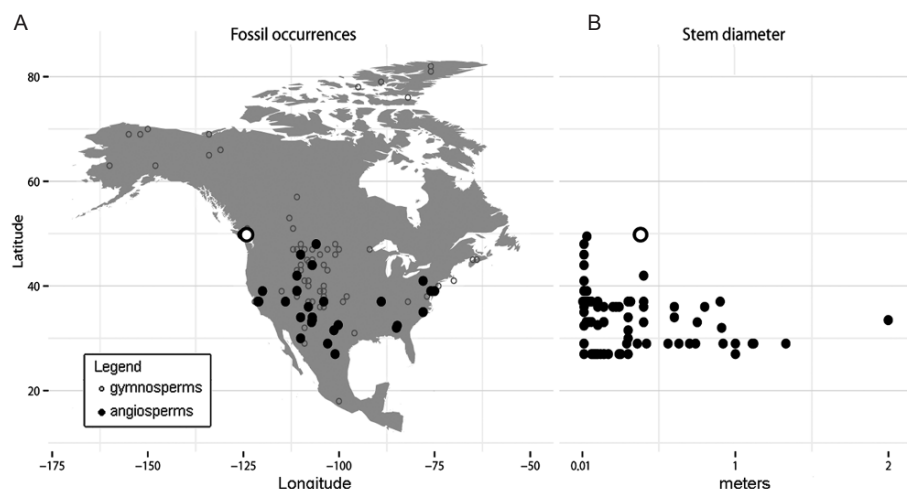 A
B
Fossil occurrences
Stem diameter
Latitude
80
60
40
20
Legend
gymnosperms
angiosperms
−175
−150
−125
−100
−75
−50
Longitude
0.01
1
2
meters